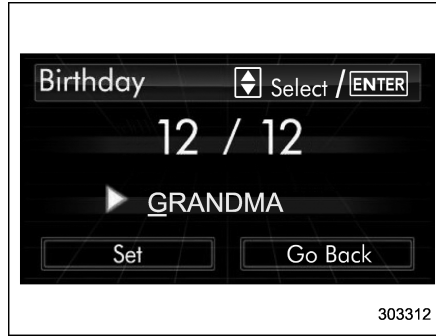 Birthday Select / ENTER
12 / 12
GRANDMA
Set Go Back
303312